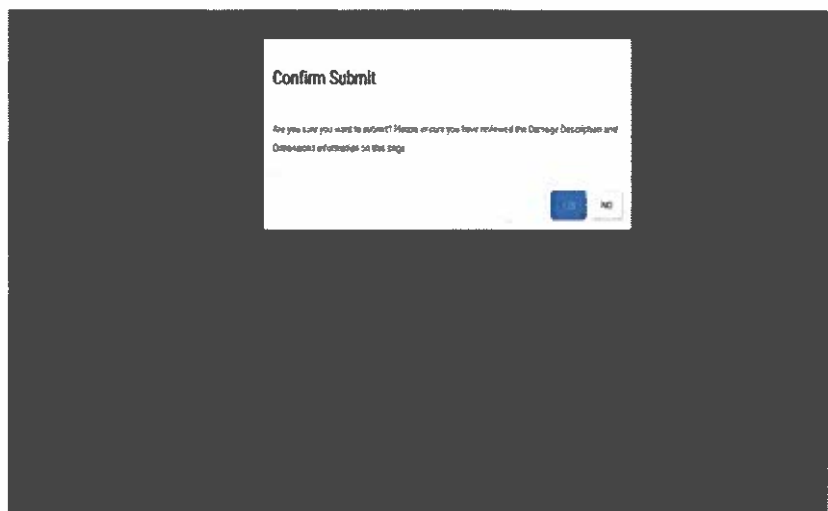 Confirm Submit
Are you sure you want to submit? Please ensure you have reviewed the Damage Description and
Dimensions information on this page
YES NO